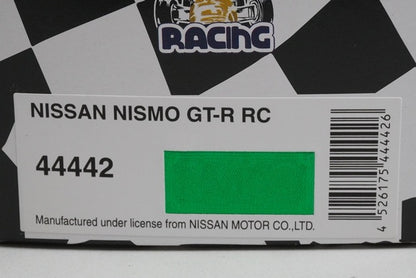 RACING
NISSAN NISMO GT-R RC
44442
Manufactured under license from NISSAN MOTOR CO.,LTD.
4 526175 444426